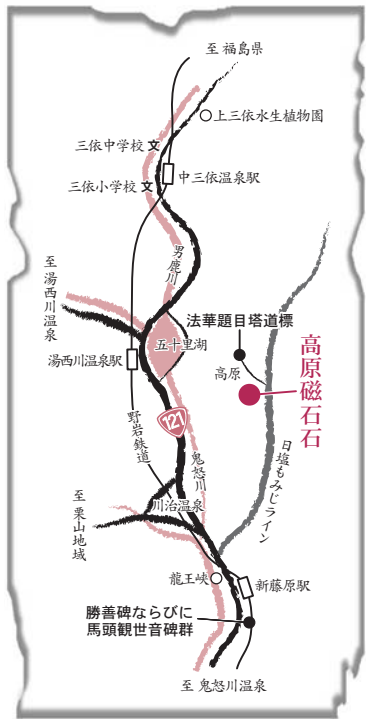 至 福島県
上三依水生植物園
三依中学校
文
中三依温泉駅
三依小学校
文
男鹿川
至 湯西川温泉
法華題目塔道標
五十里湖
高原
高原磁石石
湯西川温泉駅
121
野岩鉄道
鬼怒川
日塩もみじライン
川治温泉
至 栗山地域
龍王峡
新藤原駅
勝善碑ならびに
馬頭観世音碑群
至 鬼怒川温泉